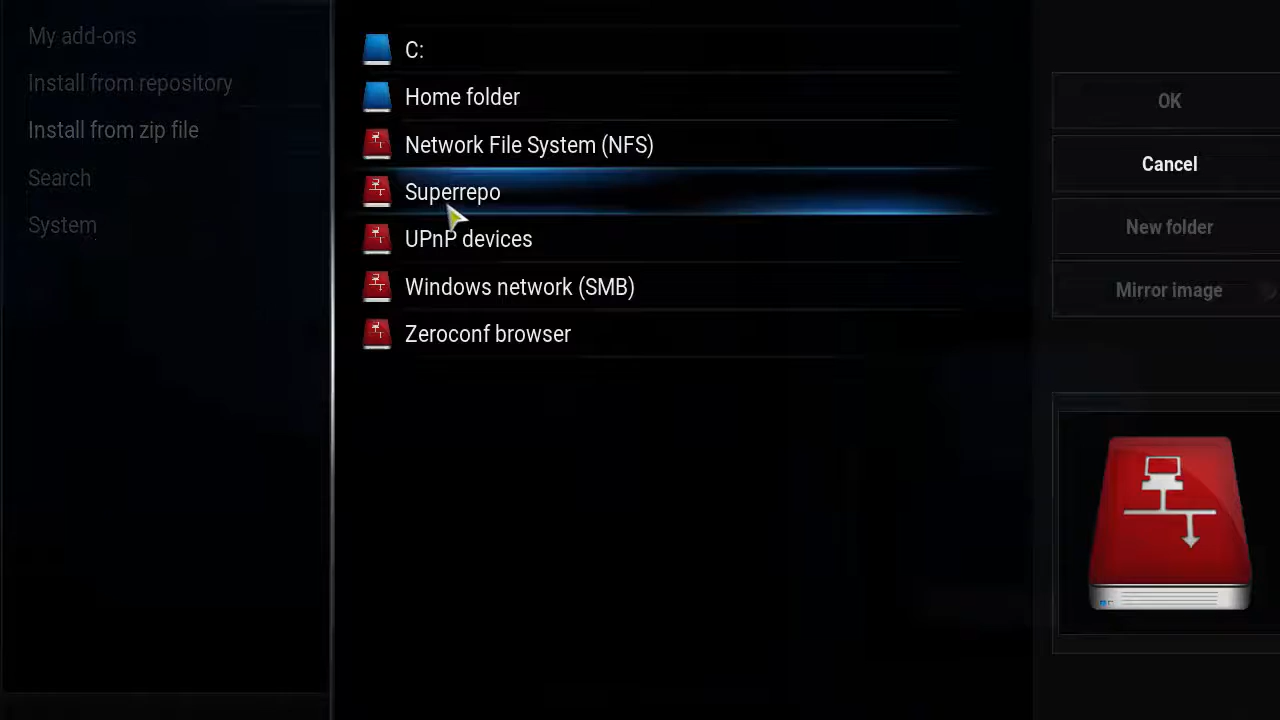 My add-ons
Install from repository
Install from zip file
Search
System
C:
Home folder
Network File System (NFS)
Superrepo
UPnP devices
Windows network (SMB)
Zeroconf browser
OK
Cancel
New folder
Mirror image